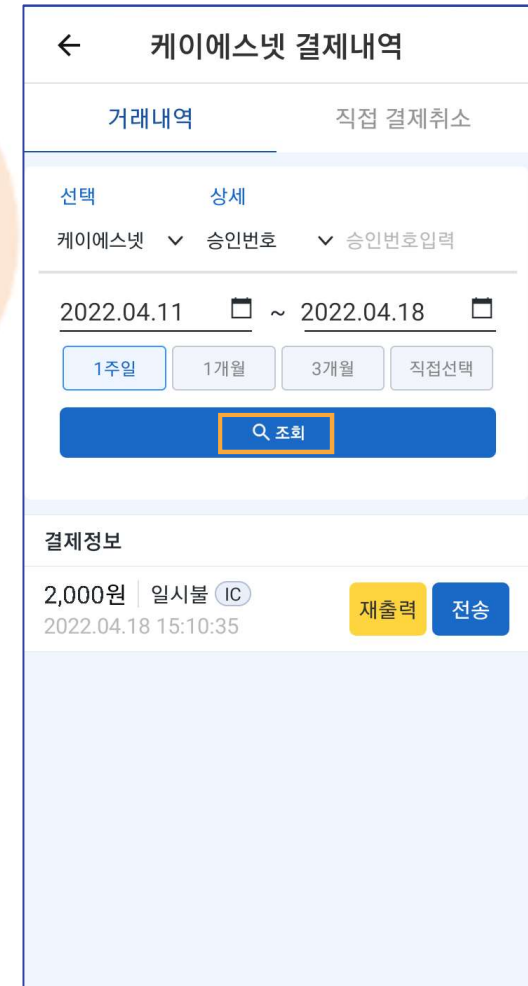 케이에스넷 결제내역
거래내역 직접 결제취소
선택 상세
케이에스넷 승인번호 승인번호입력
2022.04.11 ~ 2022.04.18
1주일 1개월 3개월 직접선택
조회
결제정보
2,000원 일시불 IC 재출력 전송
2022.04.18 15:10:35